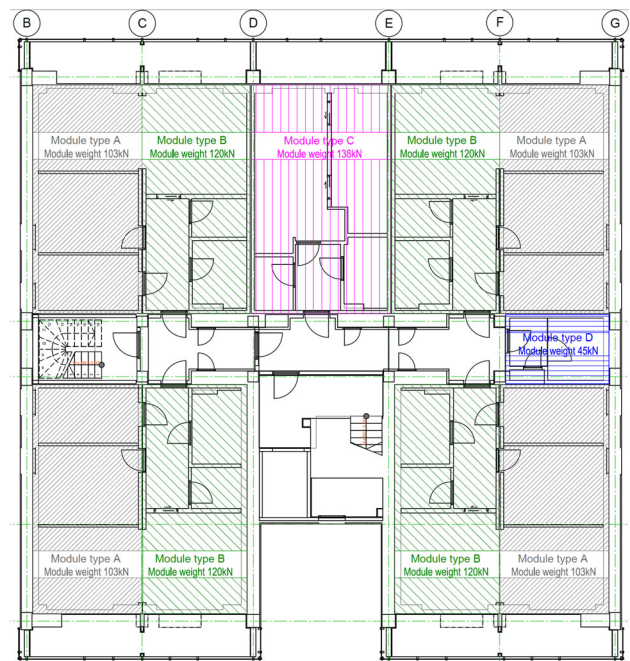 B C D E F G
Module type A
Module weight 103kN
Module type B
Module weight 120kN
Module type C
Module weight 138kN
Module type B
Module weight 120kN
Module type A
Module weight 103kN
Module type D
Module weight 45kN
Module type A
Module weight 103kN
Module type B
Module weight 120kN
Module type B
Module weight 120kN
Module type A
Module weight 103kN
B C D E F G